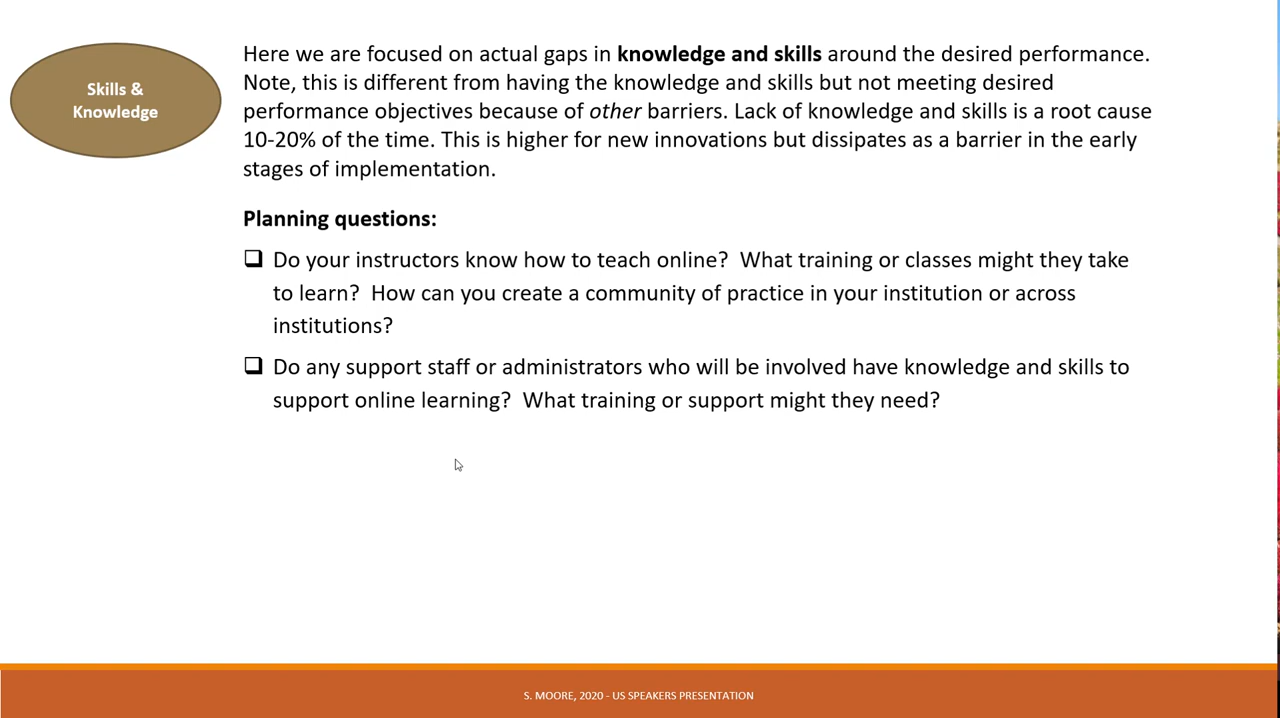 Skills &
Knowledge
Here we are focused on actual gaps in knowledge and skills around the desired performance.
Note, this is different from having the knowledge and skills but not meeting desired
performance objectives because of other barriers. Lack of knowledge and skills is a root cause
10-20% of the time. This is higher for new innovations but dissipates as a barrier in the early
stages of implementation.
Planning questions:
❑ Do your instructors know how to teach online?  What training or classes might they take
to learn?  How can you create a community of practice in your institution or across
institutions?
❑ Do any support staff or administrators who will be involved have knowledge and skills to
support online learning?  What training or support might they need?
S. MOORE, 2020 - US SPEAKERS PRESENTATION